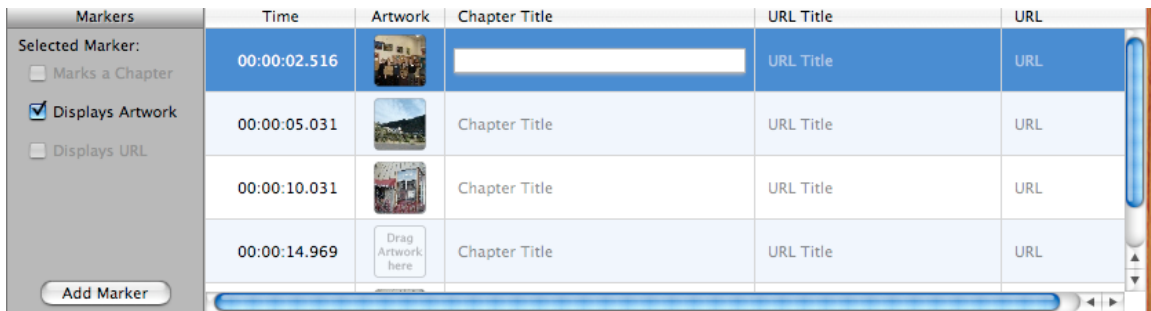 Markers Time Artwork Chapter Title URL Title URL
Selected Marker:
Marks a Chapter
Displays Artwork
Displays URL
Add Marker
00:00:02.516 URL Title URL
00:00:05.031 Chapter Title URL Title URL
00:00:10.031 Chapter Title URL Title URL
00:00:14.969 Drag Artwork here Chapter Title URL Title URL